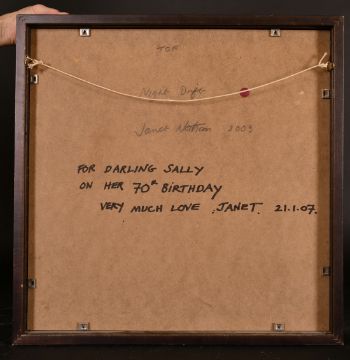 TOP
Night Drift
Janet Nathan 2003
FOR DARLING SALLY
ON HER 70th BIRTHDAY
VERY MUCH LOVE JANET. 21.1.07.